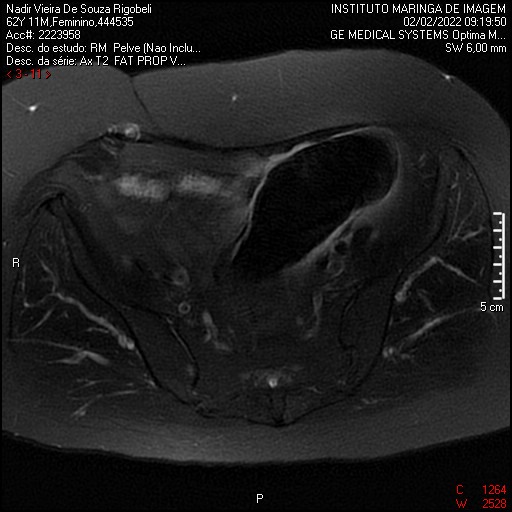 Nadir Vieira De Souza Rigobeli
62Y 11M,Feminino,444535
Acc#: 2223958
Desc. do estudo: RM Pelve (Nao Inclu...
Desc. da série: Ax T2 FAT PROP V...
< 3- 11 >
INSTITUTO MARINGA DE IMAGEM
02/02/2022 09:19:50
GE MEDICAL SYSTEMS Optima M...
SW 6,00 mm
R
5 cm
P
C 1264
W 2528